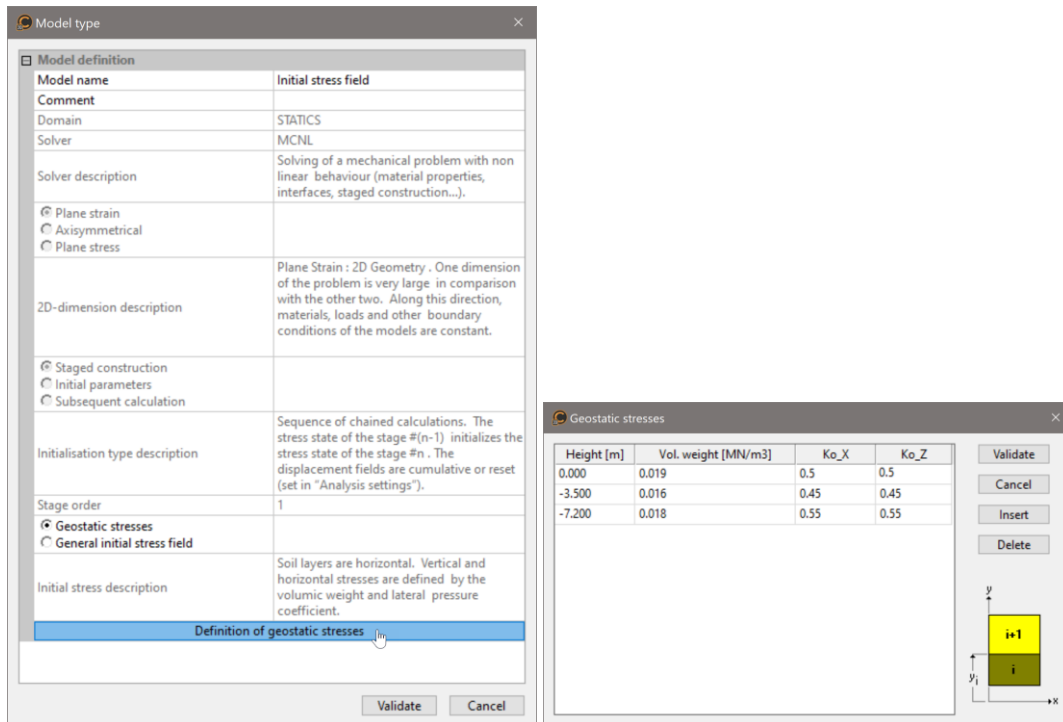 Model type
Model definition
Model name Initial stress field
Comment
Domain STATICS
Solver MCNL
Solver description Solving of a mechanical problem with non
linear behaviour (material properties,
interfaces, staged construction...).
Plane strain
Axisymmetrical
Plane stress
2D-dimension description Plane Strain : 2D Geometry . One dimension
of the problem is very large in comparison
with the other two. Along this direction,
materials, loads and other boundary
conditions of the models are constant.
Staged construction
Initial parameters
Subsequent calculation
Initialisation type description Sequence of chained calculations. The
stress state of the stage #(n-1) initializes the
stress state of the stage #n . The
displacement fields are cumulative or reset
(set in "Analysis settings").
Stage order 1
Geostatic stresses
General initial stress field
Initial stress description Soil layers are horizontal. Vertical and
horizontal stresses are defined by the
volumic weight and lateral pressure
coefficient.
Definition of geostatic stresses
Validate Cancel
Geostatic stresses
Height [m] Vol. weight [MN/m3] Ko_X Ko_Z
0.000 0.019 0.5 0.5
-3.500 0.016 0.45 0.45
-7.200 0.018 0.55 0.55
Validate
Cancel
Insert
Delete
y
i+1
i
yi
x